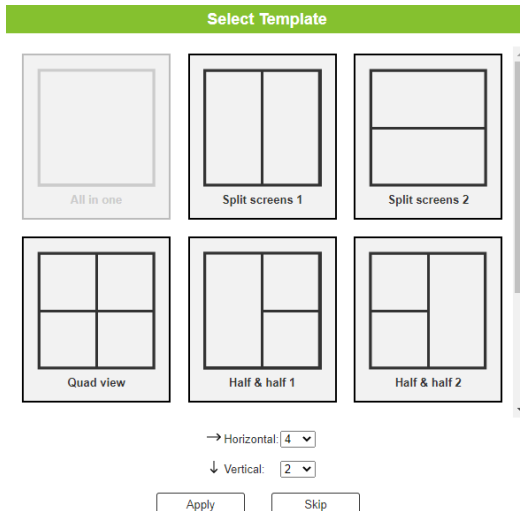 Select Template
All in one
Split screens 1
Split screens 2
Quad view
Half & half 1
Half & half 2
Horizontal: 4
Vertical: 2
Apply
Skip